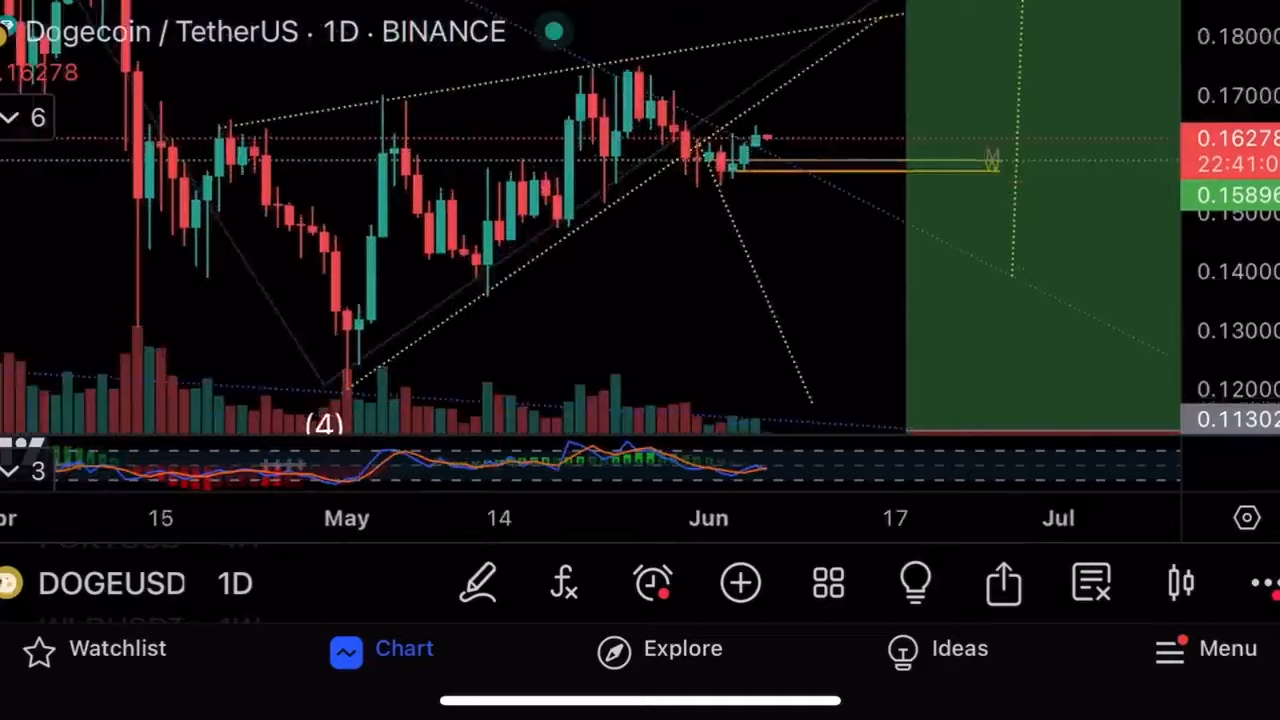 Dogecoin / TetherUS · 1D · BINANCE
.16278
6
0.18000
0.17000
0.16278
22:41:0
0.15896
0.15000
0.14000
0.13000
0.12000
0.11302
M
W
(4)
3
15
May
14
Jun
17
Jul
DOGEUSD 1D
Watchlist
Chart
Explore
Ideas
Menu